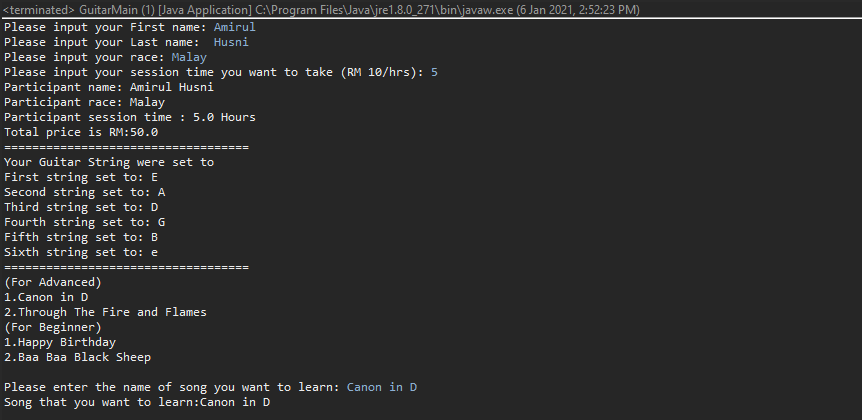 <terminated> GuitarMain (1) [Java Application] C:\Program Files\Java\jre1.8.0_271\bin\javaw.exe (6 Jan 2021, 2:52:23 PM)
Please input your First name: Amirul
Please input your Last name:  Husni
Please input your race: Malay
Please input your session time you want to take (RM 10/hrs): 5
Participant name: Amirul Husni
Participant race: Malay
Participant session time : 5.0 Hours
Total price is RM:50.0
===================================
Your Guitar String were set to
First string set to: E
Second string set to: A
Third string set to: D
Fourth string set to: G
Fifth string set to: B
Sixth string set to: e
===================================
(For Advanced)
1.Canon in D
2.Through The Fire and Flames
(For Beginner)
1.Happy Birthday
2.Baa Baa Black Sheep
Please enter the name of song you want to learn: Canon in D
Song that you want to learn:Canon in D